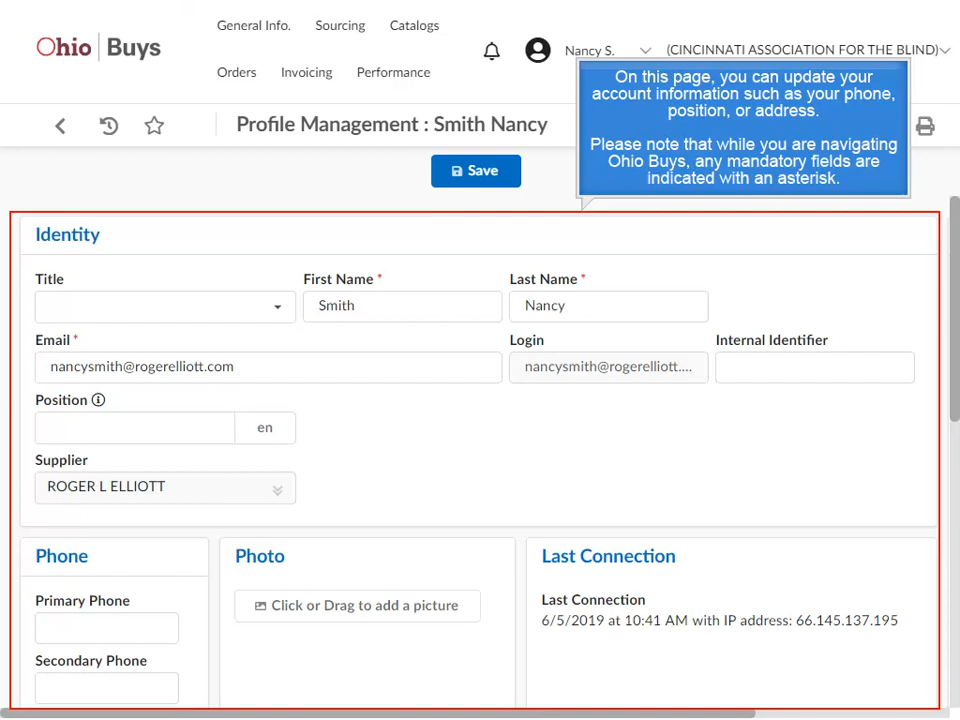 General Info. Sourcing Catalogs
Ohio Buys
Nancy S. (CINCINNATI ASSOCIATION FOR THE BLIND)
Orders Invoicing Performance
On this page, you can update your
account information such as your phone,
position, or address.
Please note that while you are navigating
Ohio Buys, any mandatory fields are
indicated with an asterisk.
Profile Management : Smith Nancy
Save
Identity
Title First Name * Last Name *
Smith Nancy
Email * Login Internal Identifier
nancysmith@rogerelliott.com nancysmith@rogerelliott....
Position
en
Supplier
ROGER L ELLIOTT
Phone Photo Last Connection
Primary Phone Click or Drag to add a picture Last Connection
6/5/2019 at 10:41 AM with IP address: 66.145.137.195
Secondary Phone